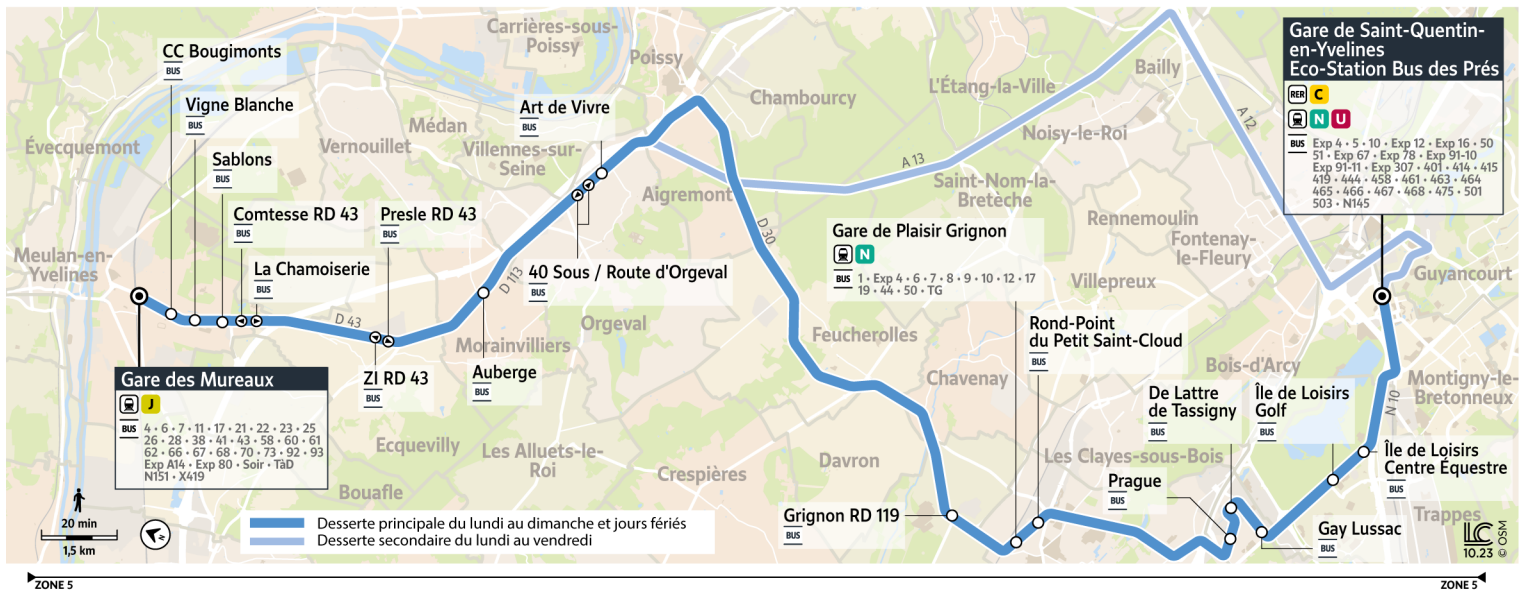 Carrières-sous-
Poissy
Poissy
CC Bougimonts
BUS
Vigne Blanche
BUS
Sablons
BUS
Comtesse RD 43
BUS
La Chamoiserie
BUS
Presle RD 43
BUS
Art de Vivre
BUS
Évecquemont
Vernouillet
Médan
Villennes-sur-
Seine
Meulan-en-
Yvelines
Chambourcy
L'Étang-la-Ville
Bailly
Noisy-le-Roi
A 12
A 13
Aigremont
Saint-Nom-la-
Bretèche
Rennemoulin
Fontenay-
le-Fleury
Villepreux
Guyancourt
Gare de Saint-Quentin-
en-Yvelines
Eco-Station Bus des Prés
RER C
N U
BUS
Exp 4 • 5 • 10 • Exp 12 • Exp 16 • 50
51 • Exp 67 • Exp 78 • Exp 91-10
Exp 91-11 • Exp 307 • 401 • 414 • 415
419 • 444 • 458 • 461 • 463 • 464
465 • 466 • 467 • 468 • 475 • 501
503 • N145
D 30
D 113
D 43
40 Sous / Route d'Orgeval
BUS
Gare de Plaisir Grignon
N
BUS
1 • Exp 4 • 6 • 7 • 8 • 9 • 10 • 12 • 17
19 • 44 • 50 • TG
Orgeval
Morainvilliers
Feucherolles
Chavenay
Rond-Point
du Petit Saint-Cloud
BUS
Bois-d'Arcy
Montigny-le-
Bretonneux
N 10
Gare des Mureaux
J
BUS
4 • 6 • 7 • 11 • 17 • 21 • 22 • 23 • 25
26 • 28 • 38 • 41 • 43 • 58 • 60 • 61
62 • 66 • 67 • 68 • 70 • 73 • 92 • 93
Exp A14 • Exp 80 • Soir • TàD
N151 • X419
ZI RD 43
BUS
Auberge
BUS
De Lattre
de Tassigny
BUS
Île de Loisirs
Golf
BUS
Île de Loisirs
Centre Équestre
BUS
Ecquevilly
Les Alluets-le-
Roi
Bouafle
Crespières
Davron
Les Clayes-sous-Bois
Prague
BUS
Grignon RD 119
BUS
Gay Lussac
BUS
Trappes
20 min
1,5 km
N
Desserte principale du lundi au dimanche et jours fériés
Desserte secondaire du lundi au vendredi
LLC
10.23
© OSM
ZONE 5
ZONE 5